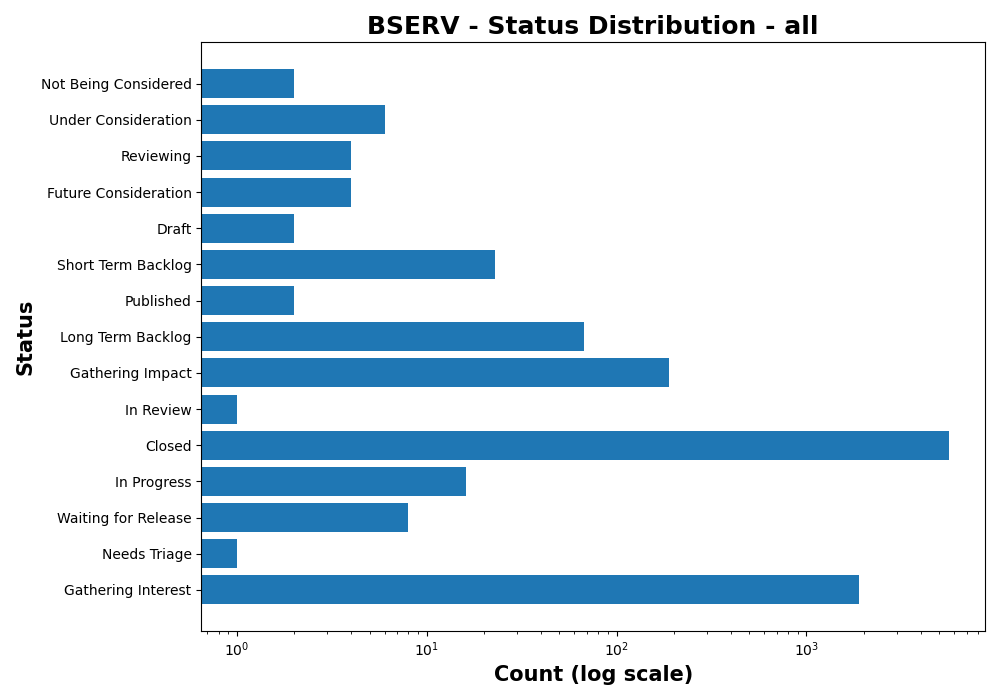 BSERV - Status Distribution - all
Not Being Considered
Under Consideration
Reviewing
Future Consideration
Draft
Short Term Backlog
Published
Long Term Backlog
Gathering Impact
In Review
Closed
In Progress
Waiting for Release
Needs Triage
Gathering Interest
Status
10⁰ 10¹ 10² 10³
Count (log scale)